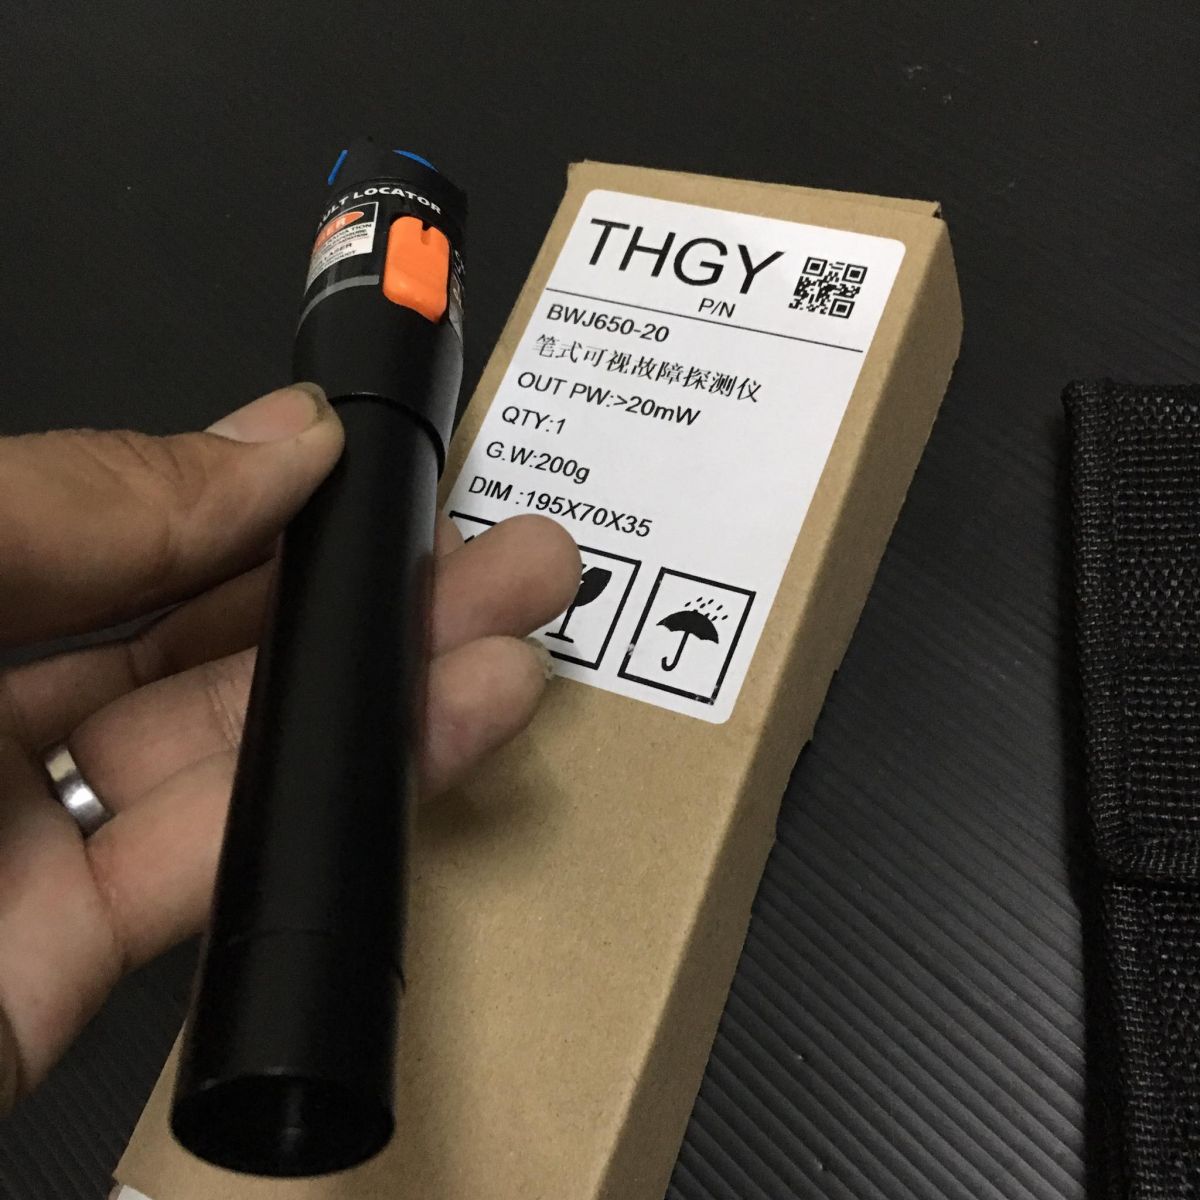 THGY
P/N
BWJ650-20
笔式可视故障探测仪
OUT PW:>20mW
QTY:1
G.W:200g
DIM :195X70X35
LOCATOR